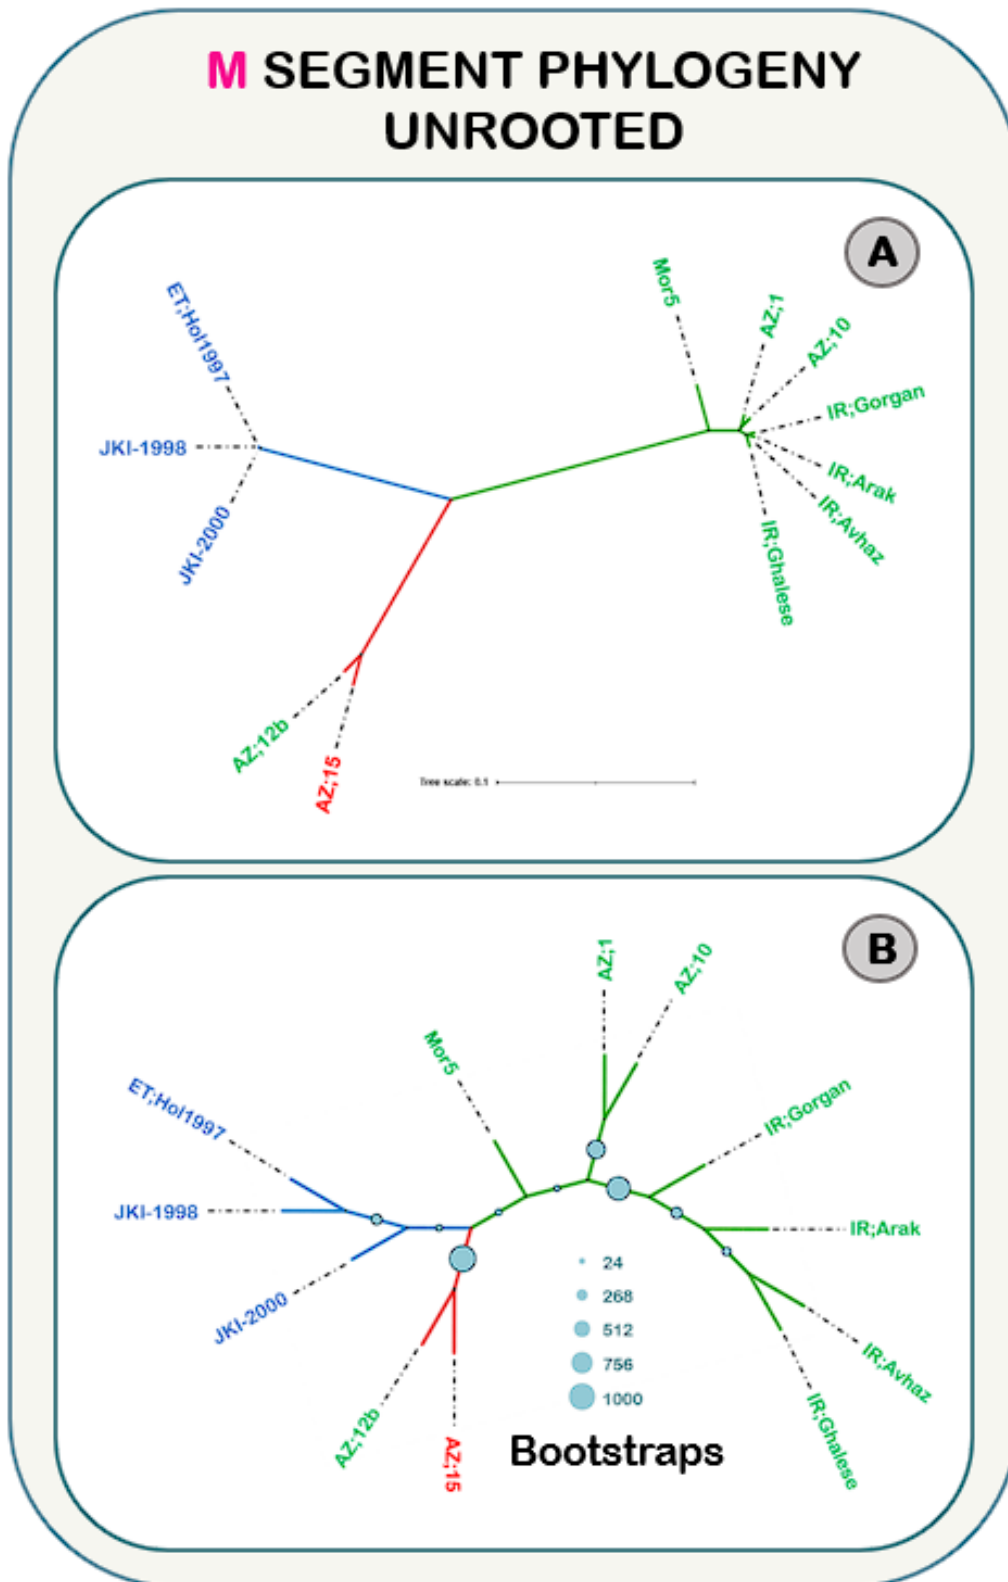 M SEGMENT PHYLOGENY
UNROOTED
A
ET;Hol1997
JKI-1998
JKI-2000
Mor5
AZ;1
AZ;10
IR;Gorgan
IR;Arak
IR;Avhaz
IR;Ghalese
AZ;12b
AZ;15
Tree scale: 0.1
B
ET;Hol1997
JKI-1998
JKI-2000
Mor5
AZ;1
AZ;10
IR;Gorgan
IR;Arak
IR;Avhaz
IR;Ghalese
AZ;12b
AZ;15
24
268
512
756
1000
Bootstraps